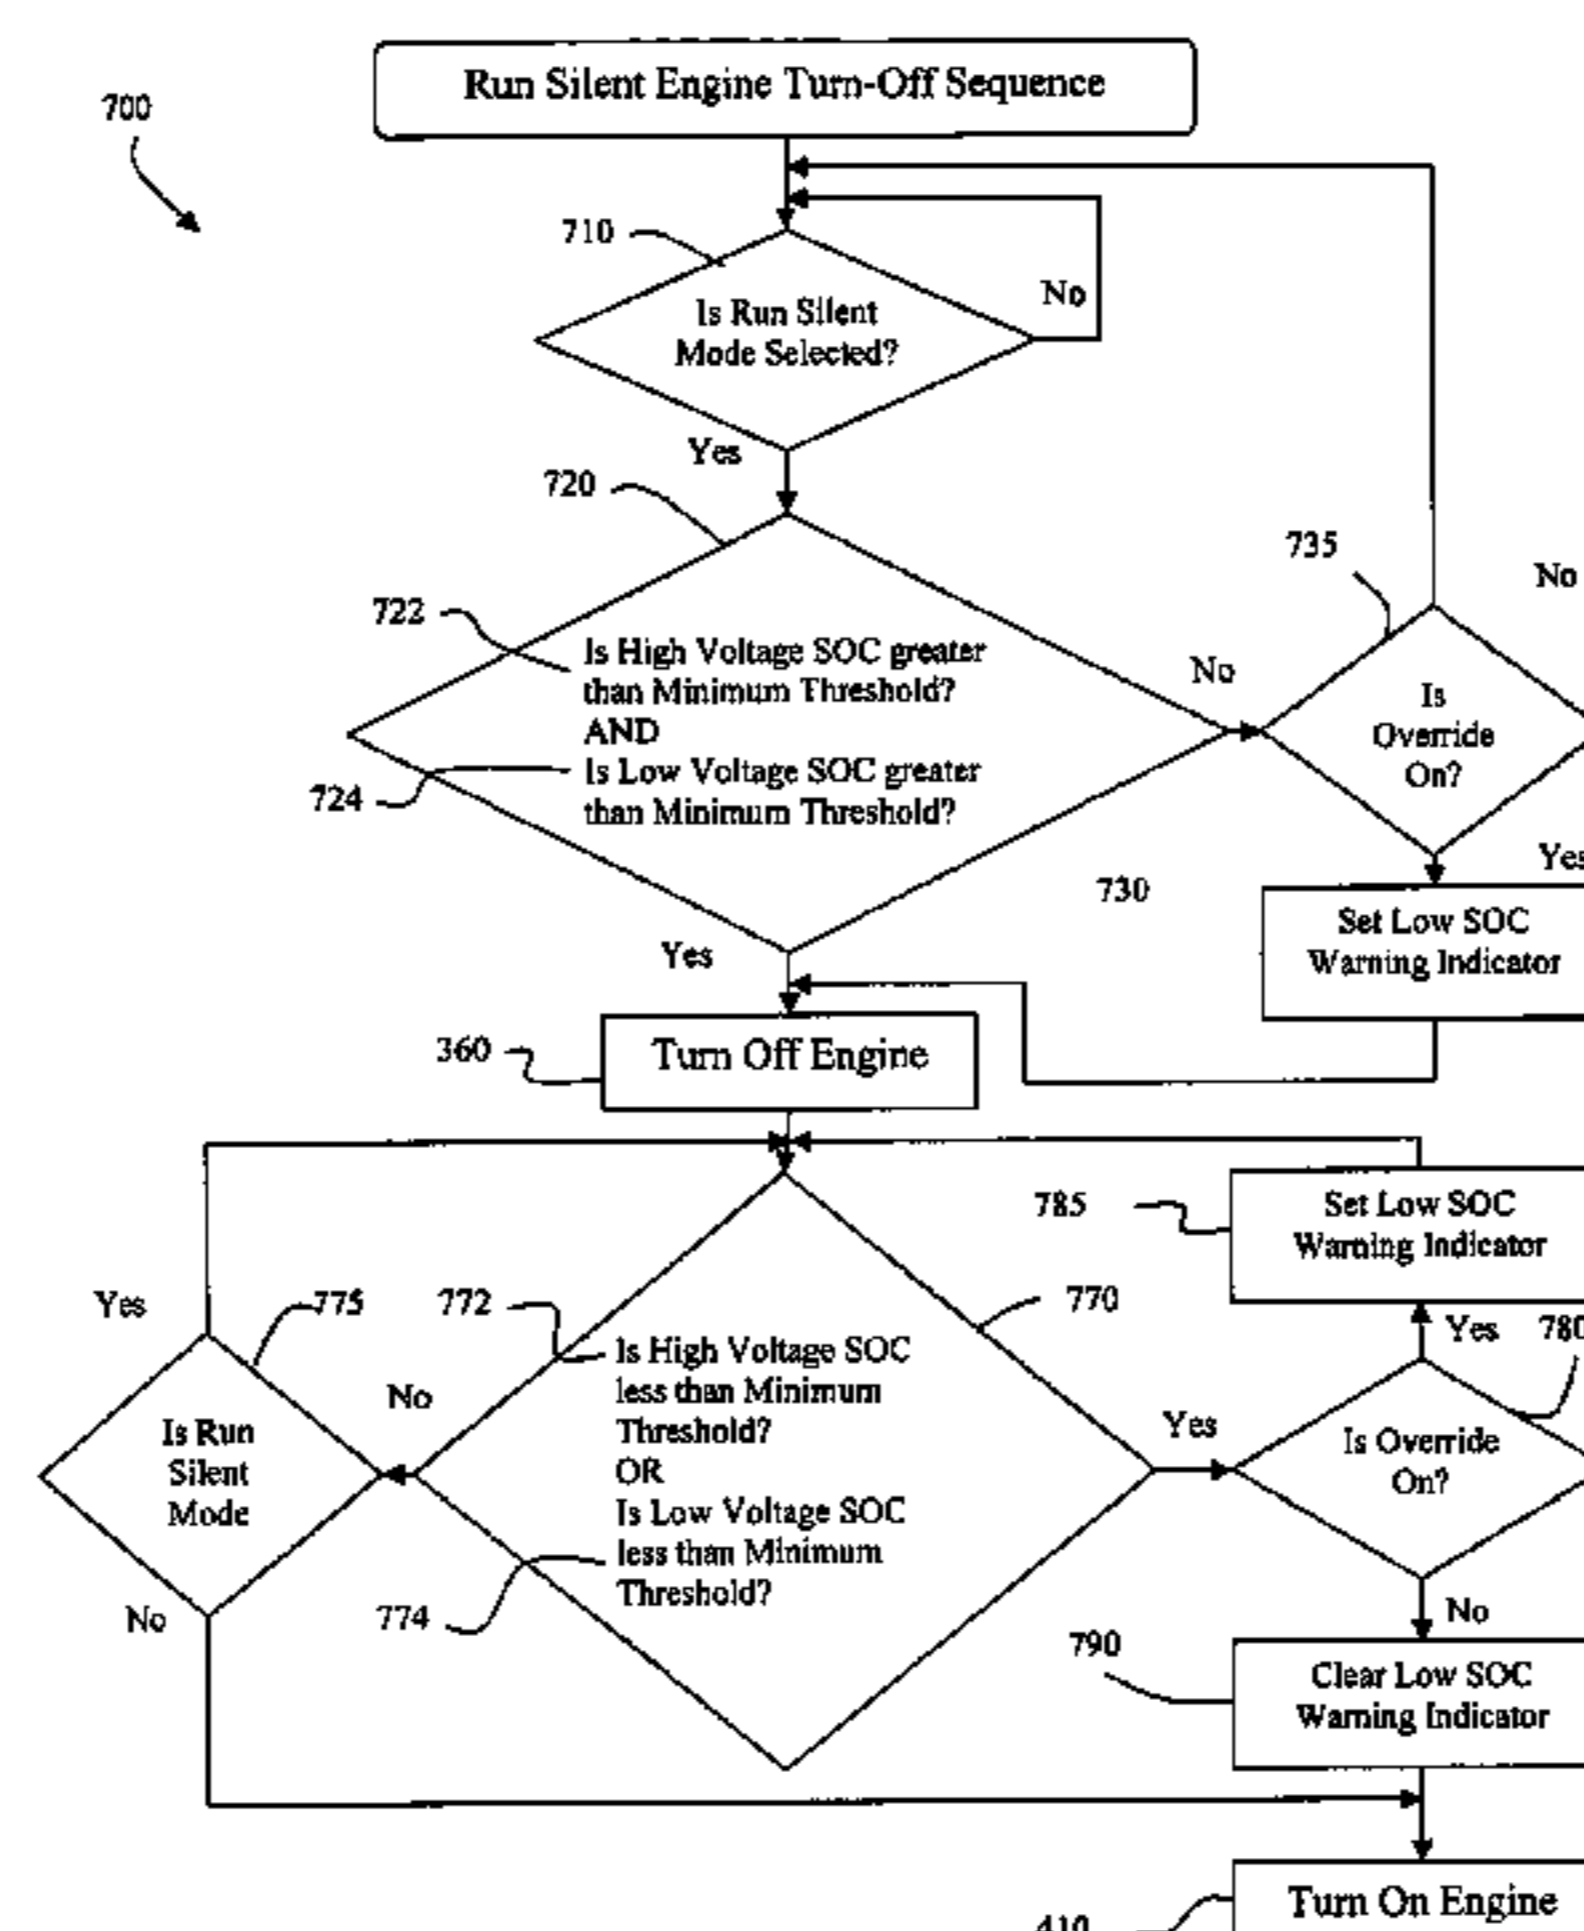 Run Silent Engine Turn-Off Sequence
700
710
No
Is Run Silent
Mode Selected?
Yes
720
735
No
722
Is High Voltage SOC greater
than Minimum Threshold?
AND
Is Low Voltage SOC greater
than Minimum Threshold?
724
No
Is
Override
On?
Yes
730
Set Low SOC
Warning Indicator
Yes
360
Turn Off Engine
785
Set Low SOC
Warning Indicator
Yes
775
772
770
Yes
780
Is High Voltage SOC
less than Minimum
Threshold?
OR
Is Low Voltage SOC
less than Minimum
Threshold?
No
Yes
Is Run
Silent
Mode
Is Override
On?
No
774
No
790
Clear Low SOC
Warning Indicator
Turn On Engine
410